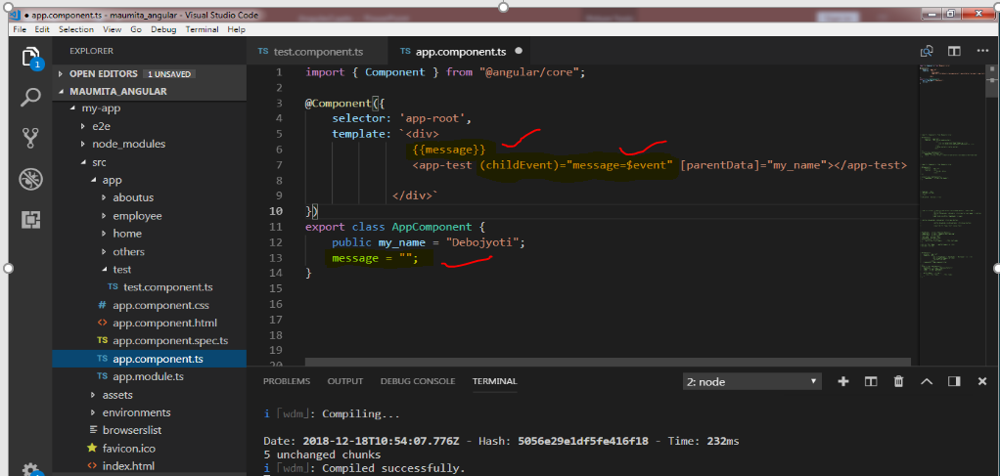 ● app.component.ts - maumita_angular - Visual Studio Code
File Edit Selection View Go Debug Terminal Help
EXPLORER
OPEN EDITORS 1 UNSAVED
MAUMITA_ANGULAR
my-app
e2e
node_modules
src
app
aboutus
employee
home
others
test
TS test.component.ts
# app.component.css
<> app.component.html
TS app.component.spec.ts
TS app.component.ts
TS app.module.ts
assets
environments
browserslist
favicon.ico
<> index.html
1
TS test.component.ts TS app.component.ts ●
1 import { Component } from "@angular/core";
2
3 @Component({
4 selector: 'app-root',
5 template: `<div>
6 {{message}}
7 <app-test (childEvent)="message=$event" [parentData]="my_name"></app-test>
8
9 </div>`
10 })
11 export class AppComponent {
12 public my_name = "Debojyoti";
13 message = "";
14 }
15
16
17
18
19
20
PROBLEMS OUTPUT DEBUG CONSOLE TERMINAL 2: node
i ｢wdm｣: Compiling...
Date: 2018-12-18T10:54:07.776Z - Hash: 5056e29e1df5fe416f18 - Time: 232ms
5 unchanged chunks
i ｢wdm｣: Compiled successfully.